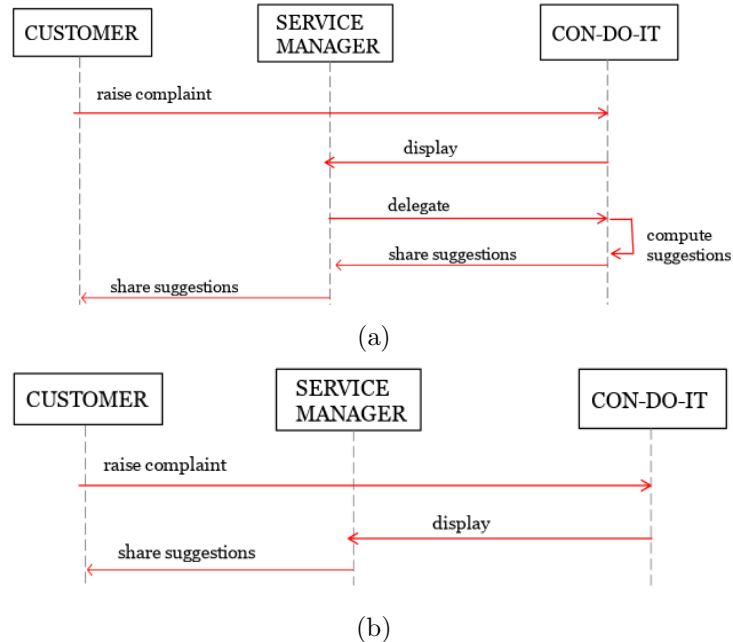 CUSTOMER
SERVICE
MANAGER
CON-DO-IT
raise complaint
display
delegate
compute
suggestions
share suggestions
share suggestions
(a)
CUSTOMER
SERVICE
MANAGER
CON-DO-IT
raise complaint
display
share suggestions
(b)